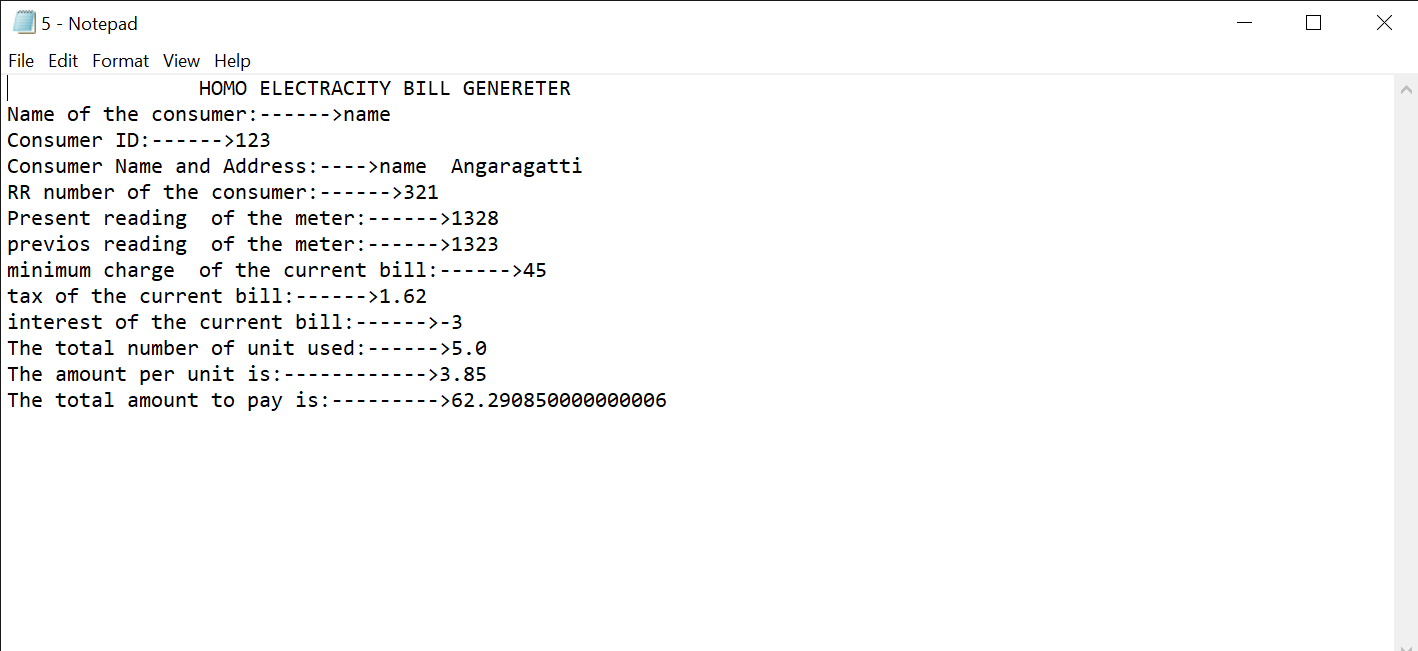 5 - Notepad
File Edit Format View Help
HOMO ELECTRACITY BILL GENERETER
Name of the consumer:------>name
Consumer ID:------>123
Consumer Name and Address:---->name  Angaragatti
RR number of the consumer:------>321
Present reading  of the meter:------>1328
previos reading  of the meter:------>1323
minimum charge  of the current bill:------>45
tax of the current bill:------>1.62
interest of the current bill:------>-3
The total number of unit used:------>5.0
The amount per unit is:------------>3.85
The total amount to pay is:--------->62.290850000000006